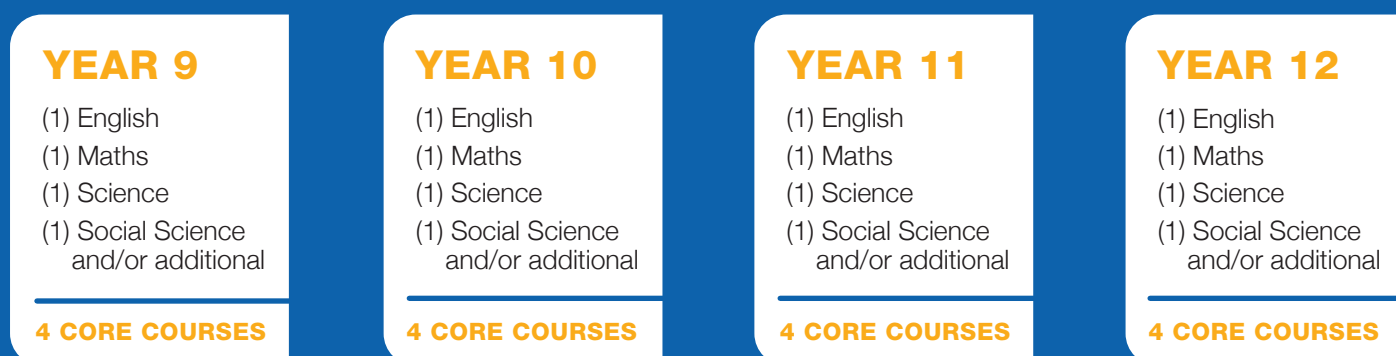 YEAR 9
(1) English
(1) Maths
(1) Science
(1) Social Science
and/or additional
4 CORE COURSES
YEAR 10
(1) English
(1) Maths
(1) Science
(1) Social Science
and/or additional
4 CORE COURSES
YEAR 11
(1) English
(1) Maths
(1) Science
(1) Social Science
and/or additional
4 CORE COURSES
YEAR 12
(1) English
(1) Maths
(1) Science
(1) Social Science
and/or additional
4 CORE COURSES